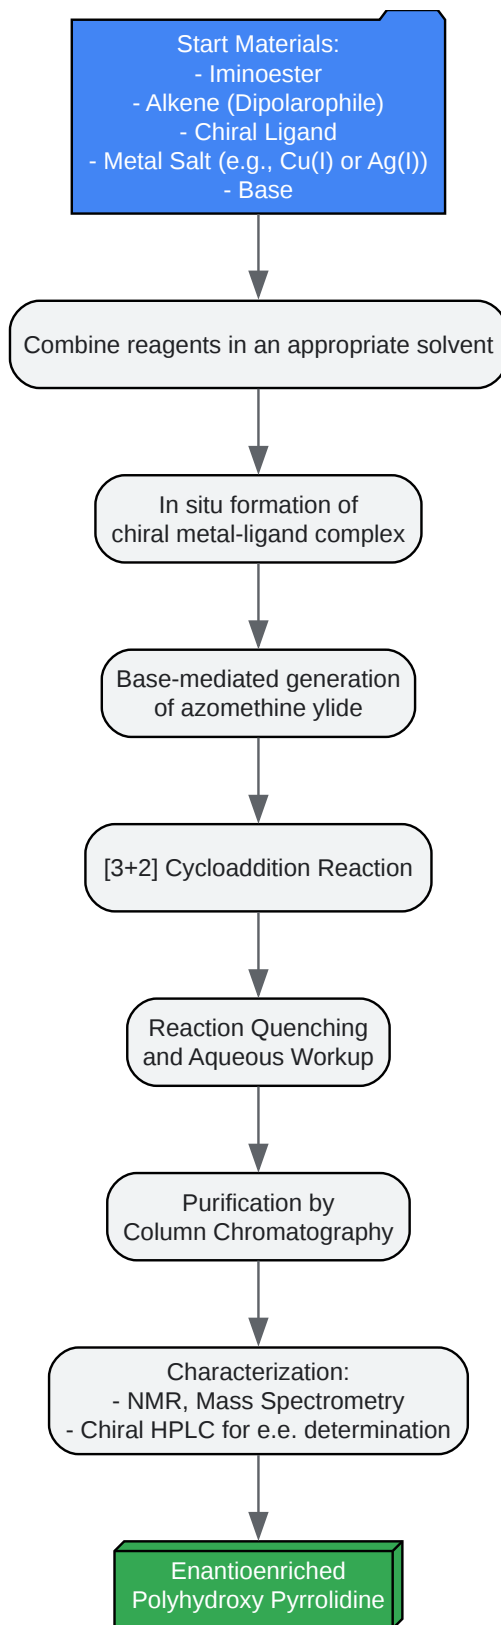 Start Materials:
- Iminoester
- Alkene (Dipolarophile)
- Chiral Ligand
- Metal Salt (e.g., Cu(I) or Ag(I))
- Base
Combine reagents in an appropriate solvent
In situ formation of
chiral metal-ligand complex
Base-mediated generation
of azomethine ylide
[3+2] Cycloaddition Reaction
Reaction Quenching
and Aqueous Workup
Purification by
Column Chromatography
Characterization:
- NMR, Mass Spectrometry
- Chiral HPLC for e.e. determination
Enantioenriched
Polyhydroxy Pyrrolidine